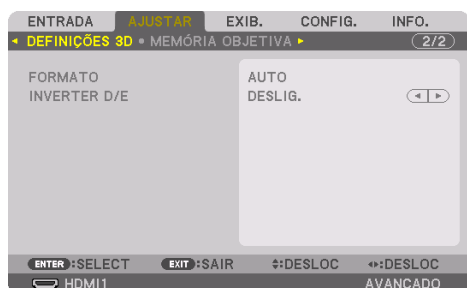 ENTRADA AJUSTAR EXIB. CONFIG. INFO.
DEFINIÇÕES 3D • MEMÓRIA OBJETIVA 2/2
FORMATO AUTO
INVERTER D/E DESLIG.
ENTER :SELECT EXIT :SAIR :DESLOC :DESLOC
HDMI1 AVANÇADO